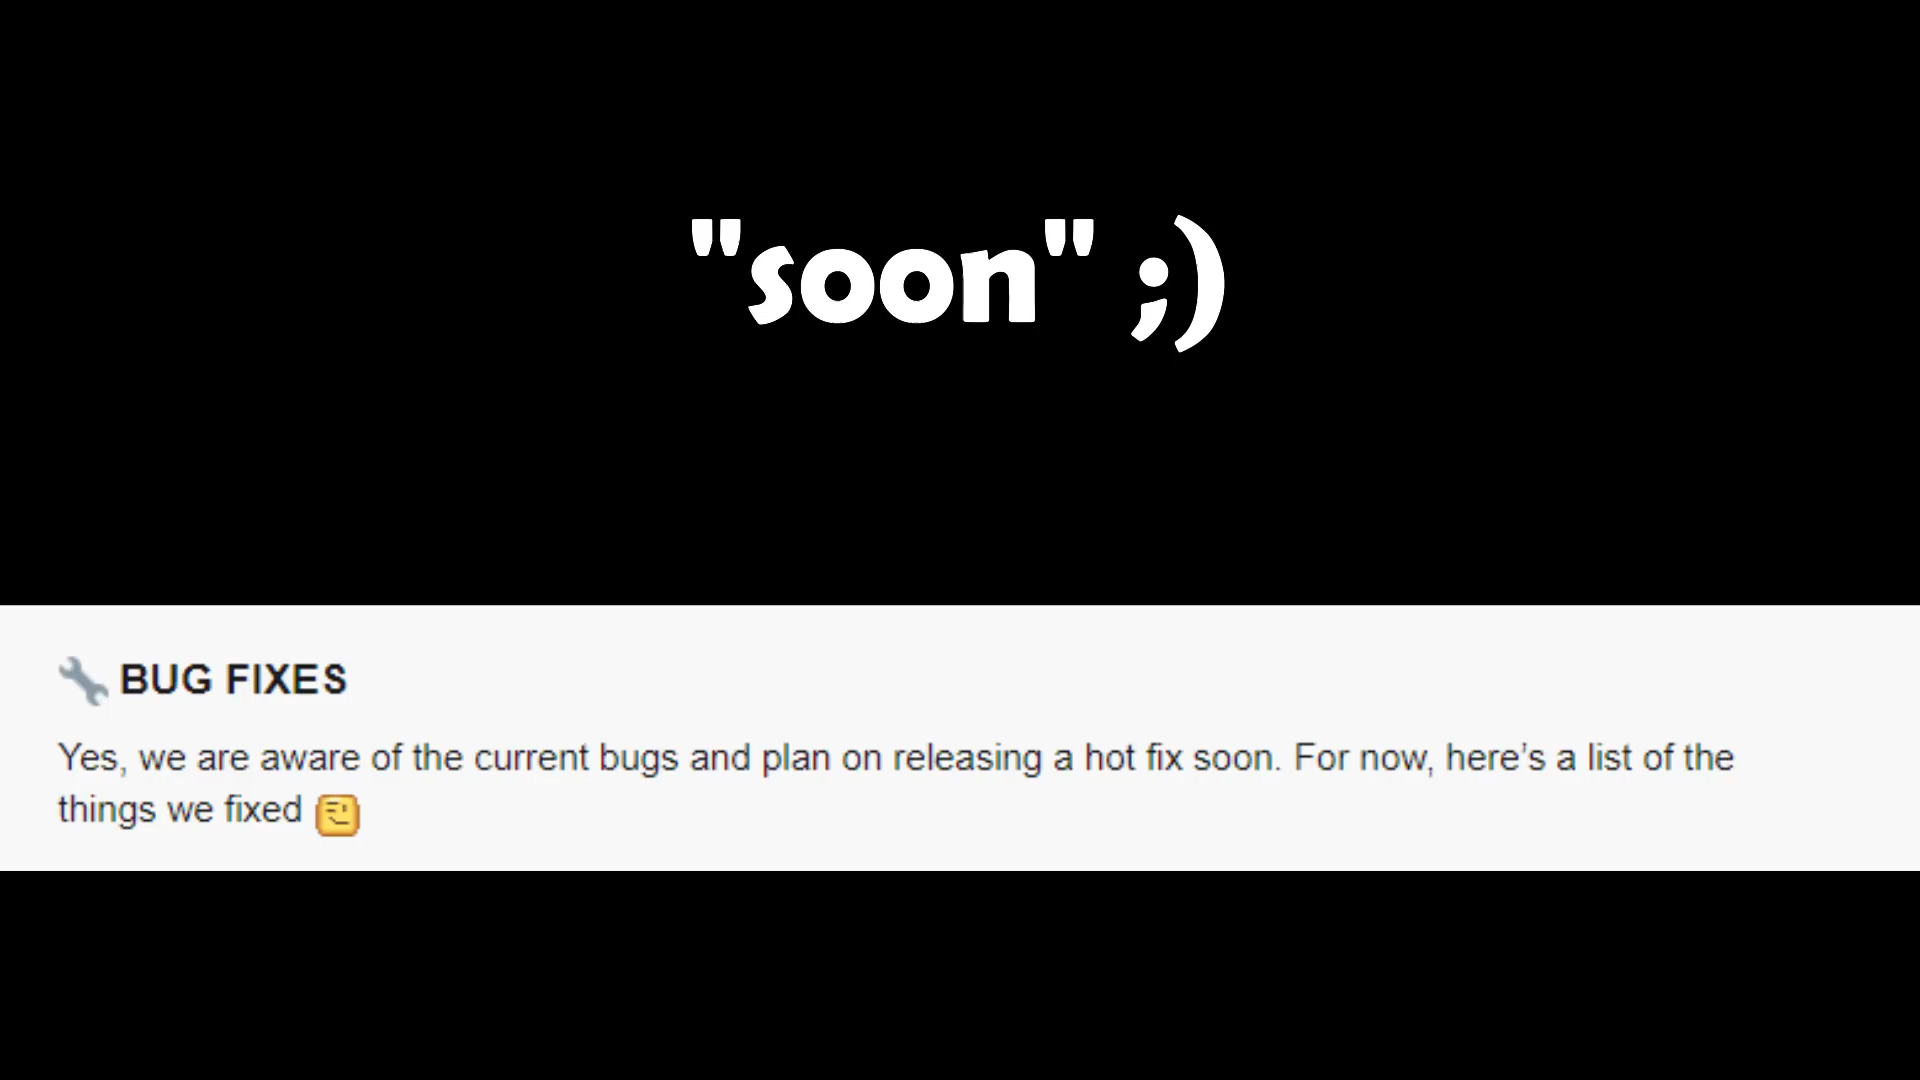 "soon" ;)
BUG FIXES
Yes, we are aware of the current bugs and plan on releasing a hot fix soon. For now, here’s a list of the
things we fixed